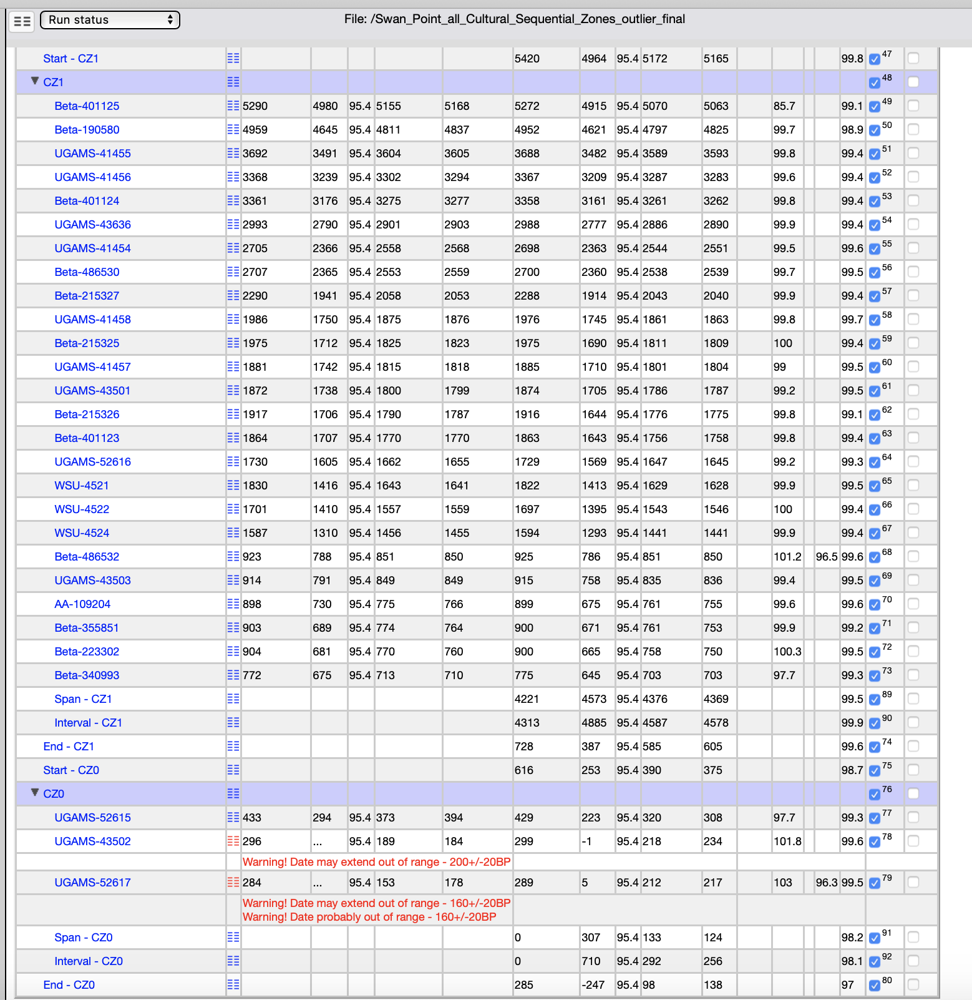 Run status
File: /Swan_Point_all_Cultural_Sequential_Zones_outlier_final
Start - CZ1 5420 4964 95.4 5172 5165 99.8 47
CZ1 48
Beta-401125 5290 4980 95.4 5155 5168 5272 4915 95.4 5070 5063 85.7 99.1 49
Beta-190580 4959 4645 95.4 4811 4837 4952 4621 95.4 4797 4825 99.7 98.9 50
UGAMS-41455 3692 3491 95.4 3604 3605 3688 3482 95.4 3589 3593 99.8 99.4 51
UGAMS-41456 3368 3239 95.4 3302 3294 3367 3209 95.4 3287 3283 99.6 99.4 52
Beta-401124 3361 3176 95.4 3275 3277 3358 3161 95.4 3261 3262 99.8 99.4 53
UGAMS-43636 2993 2790 95.4 2901 2903 2988 2777 95.4 2886 2890 99.9 99.4 54
UGAMS-41454 2705 2366 95.4 2558 2568 2698 2363 95.4 2544 2551 99.5 99.6 55
Beta-486530 2707 2365 95.4 2553 2559 2700 2360 95.4 2538 2539 99.7 99.5 56
Beta-215327 2290 1941 95.4 2058 2053 2288 1914 95.4 2043 2040 99.9 99.4 57
UGAMS-41458 1986 1750 95.4 1875 1876 1976 1745 95.4 1861 1863 99.8 99.7 58
Beta-215325 1975 1712 95.4 1825 1823 1975 1690 95.4 1811 1809 100 99.4 59
UGAMS-41457 1881 1742 95.4 1815 1818 1885 1710 95.4 1801 1804 99 99.5 60
UGAMS-43501 1872 1738 95.4 1800 1799 1874 1705 95.4 1786 1787 99.2 99.5 61
Beta-215326 1917 1706 95.4 1790 1787 1916 1644 95.4 1776 1775 99.8 99.1 62
Beta-401123 1864 1707 95.4 1770 1770 1863 1643 95.4 1756 1758 99.8 99.4 63
UGAMS-52616 1730 1605 95.4 1662 1655 1729 1569 95.4 1647 1645 99.2 99.3 64
WSU-4521 1830 1416 95.4 1643 1641 1822 1413 95.4 1629 1628 99.9 99.5 65
WSU-4522 1701 1410 95.4 1557 1559 1697 1395 95.4 1543 1546 100 99.4 66
WSU-4524 1587 1310 95.4 1456 1455 1594 1293 95.4 1441 1441 99.9 99.4 67
Beta-486532 923 788 95.4 851 850 925 786 95.4 851 850 101.2 96.5 99.6 68
UGAMS-43503 914 791 95.4 849 849 915 758 95.4 835 836 99.4 99.5 69
AA-109204 898 730 95.4 775 766 899 675 95.4 761 755 99.6 99.6 70
Beta-355851 903 689 95.4 774 764 900 671 95.4 761 753 99.9 99.2 71
Beta-223302 904 681 95.4 770 760 900 665 95.4 758 750 100.3 99.5 72
Beta-340993 772 675 95.4 713 710 775 645 95.4 703 703 97.7 99.3 73
Span - CZ1 4221 4573 95.4 4376 4369 99.5 89
Interval - CZ1 4313 4885 95.4 4587 4578 99.9 90
End - CZ1 728 387 95.4 585 605 99.6 74
Start - CZ0 616 253 95.4 390 375 98.7 75
CZ0 76
UGAMS-52615 433 294 95.4 373 394 429 223 95.4 320 308 97.7 99.3 77
UGAMS-43502 296 ... 95.4 189 184 299 -1 95.4 218 234 101.8 99.6 78
Warning! Date may extend out of range - 200+/-20BP
UGAMS-52617 284 ... 95.4 153 178 289 5 95.4 212 217 103 96.3 99.5 79
Warning! Date may extend out of range - 160+/-20BP
Warning! Date probably out of range - 160+/-20BP
Span - CZ0 0 307 95.4 133 124 98.2 91
Interval - CZ0 0 710 95.4 292 256 98.1 92
End - CZ0 285 -247 95.4 98 138 97 80